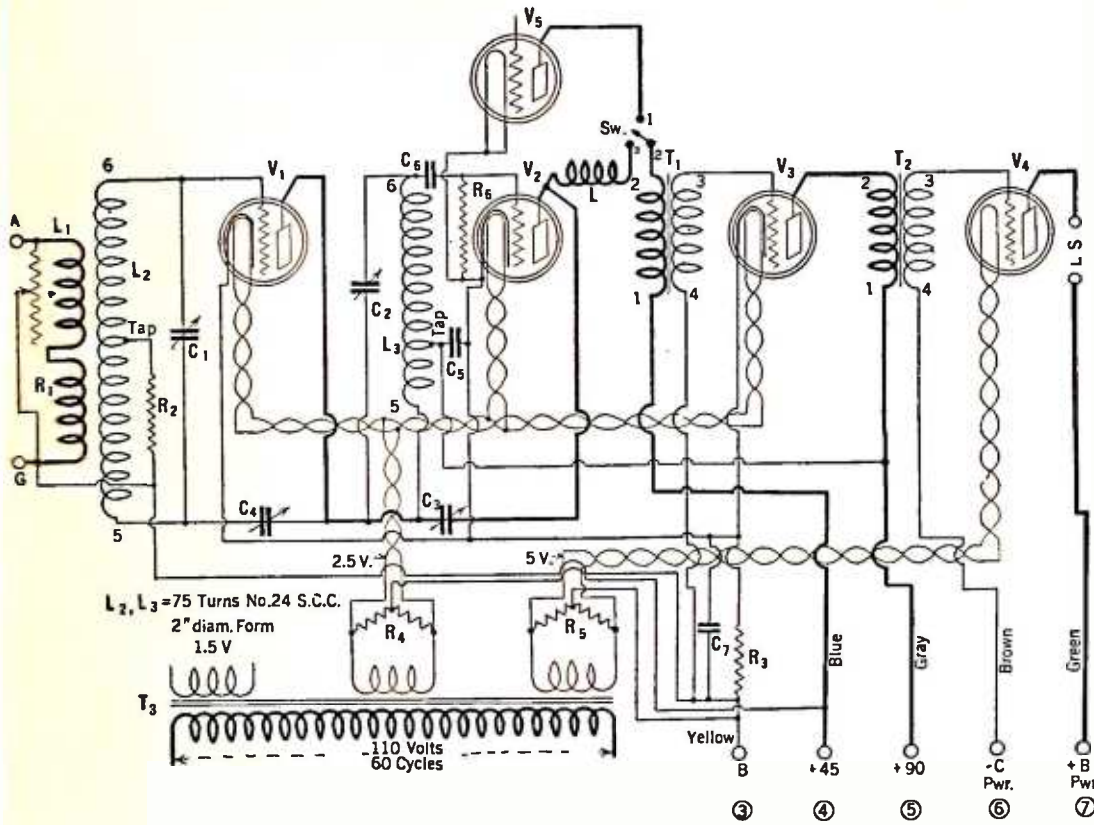 V5
1
Sw.
3
2
6
V1
C6
6
R6
V2
L
T1
2
3
V3
T2
2
3
V4
A
L1
L2
C2
L S
Tap
C1
1
4
1
4
R1
R2
L3
Tap
C5
G
5
5
C4
C3
2.5 V.
5 V.
L2, L3 =75 Turns No.24 S.C.C.
2" diam. Form
1.5 V
R4
R5
C7
R3
Blue
Gray
Brown
Green
T3
110 Volts
60 Cycles
Yellow
B
+45
+90
-C
Pwr.
+B
Pwr
③
④
⑤
⑥
⑦